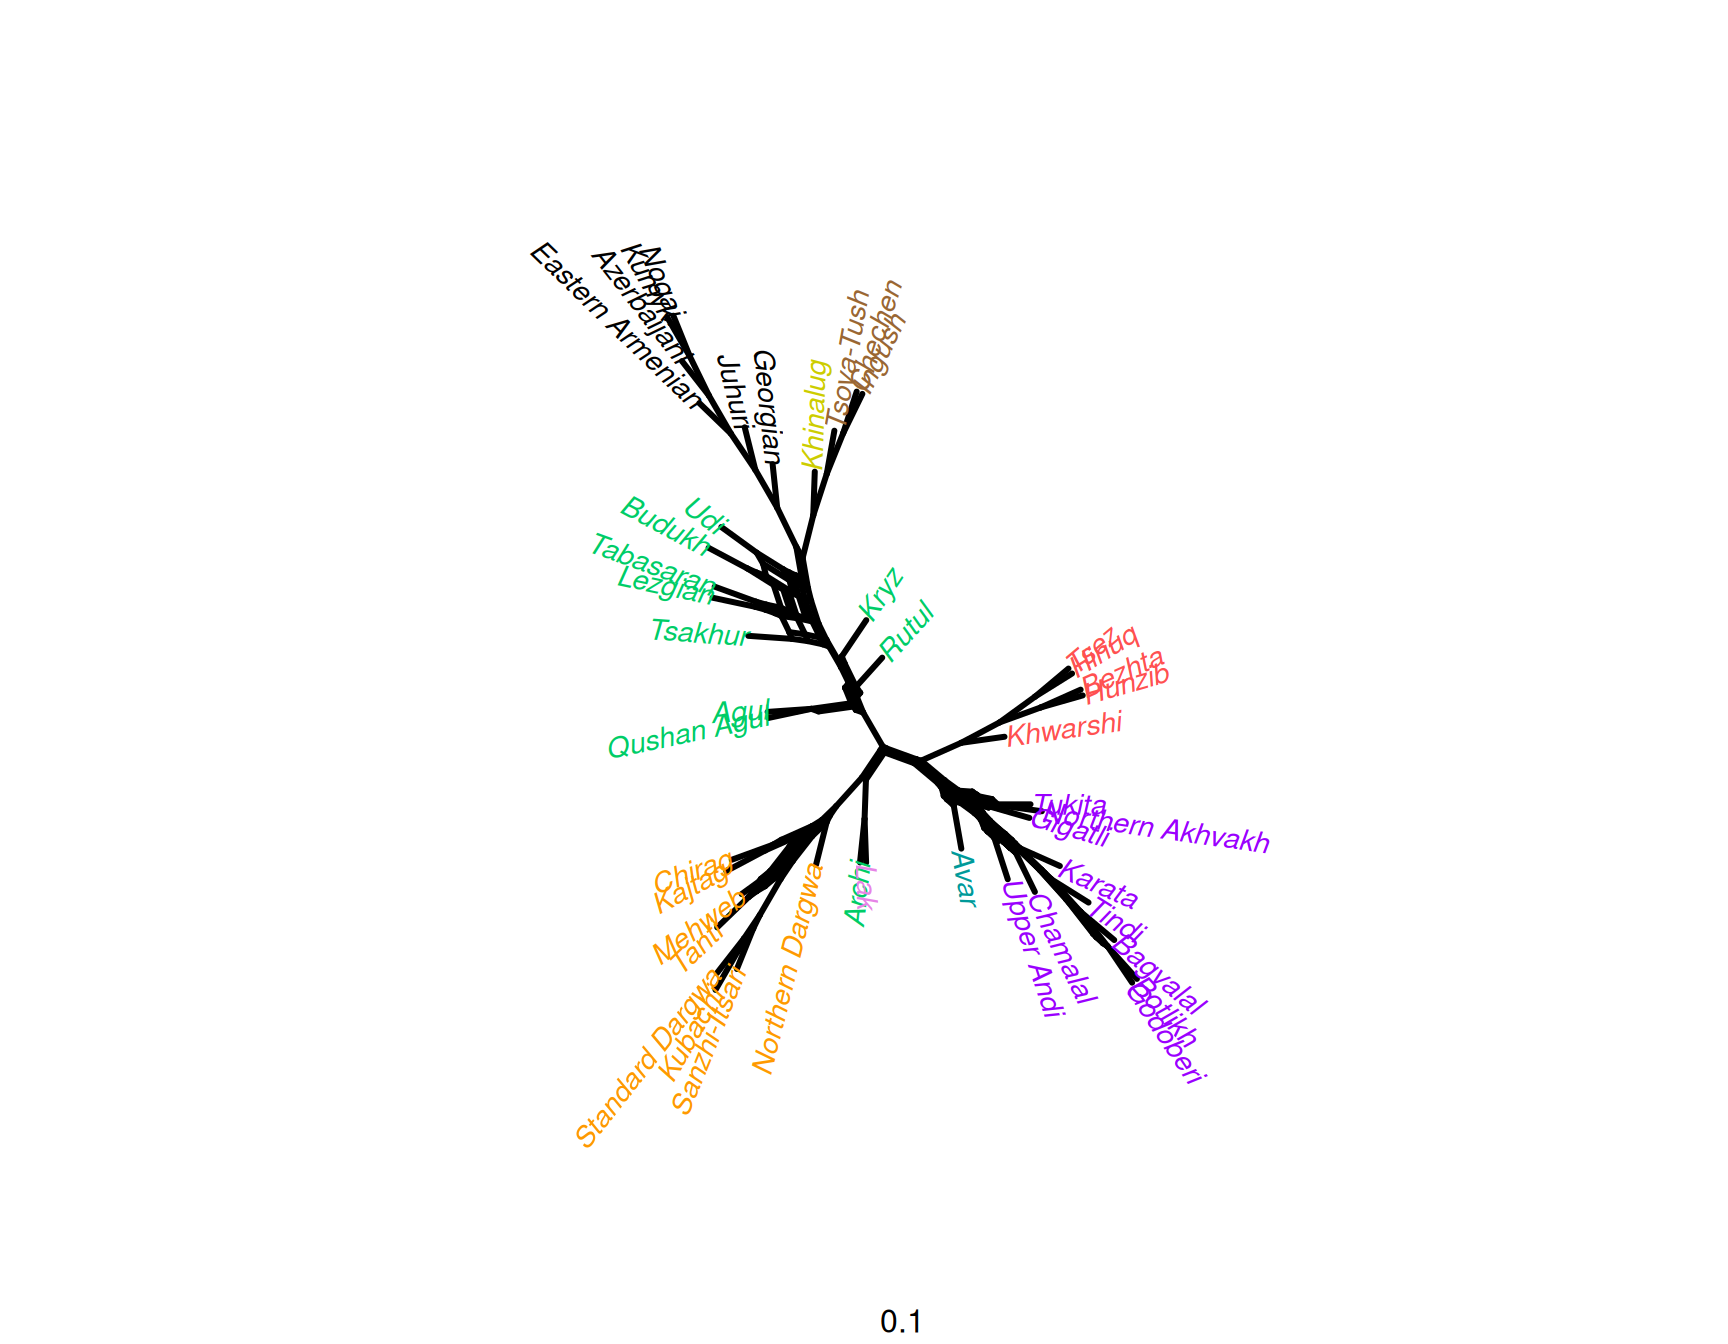 Nogai
Kumyk
Azerbaijani
Eastern Armenian
Juhuri
Georgian
Khinalug
Tsova-Tush
Chechen
Ingush
Udi
Budukh
Tabasaran
Lezgian
Tsakhur
Kryz
Rutul
Agul
Qushan Agul
Tsez
Hinuq
Bezhta
Hunzib
Khwarshi
Tukita
Northern Akhvakh
Gigatli
Karata
Tindi
Bagvalal
Botlikh
Godoberi
Chamalal
Upper Andi
Avar
Archi
Lak
Northern Dargwa
Chirag
Kajtag
Mehweb
Tanti
Standard Dargwa
Kubachi
Sanzhi-Itsari
0.1